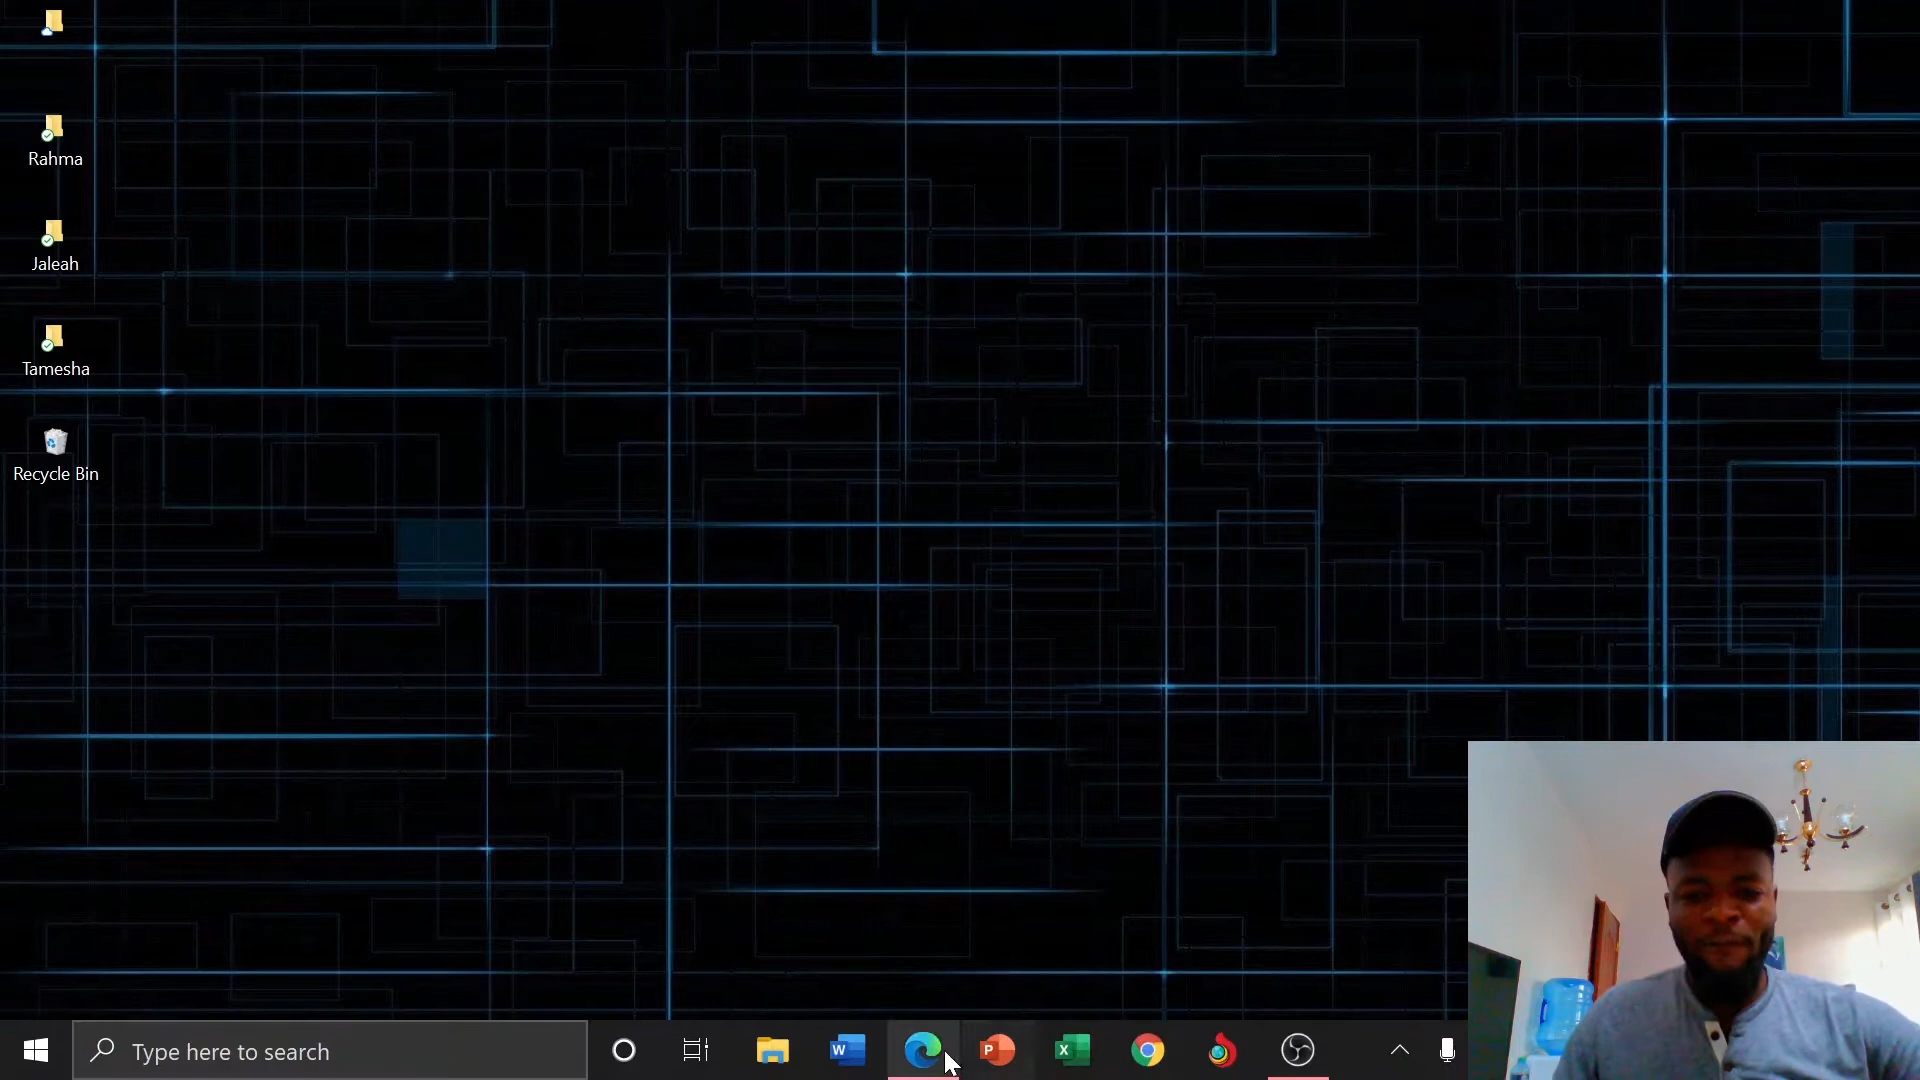 Rahma
Jaleah
Tamesha
Recycle Bin
Type here to search
W
P
X